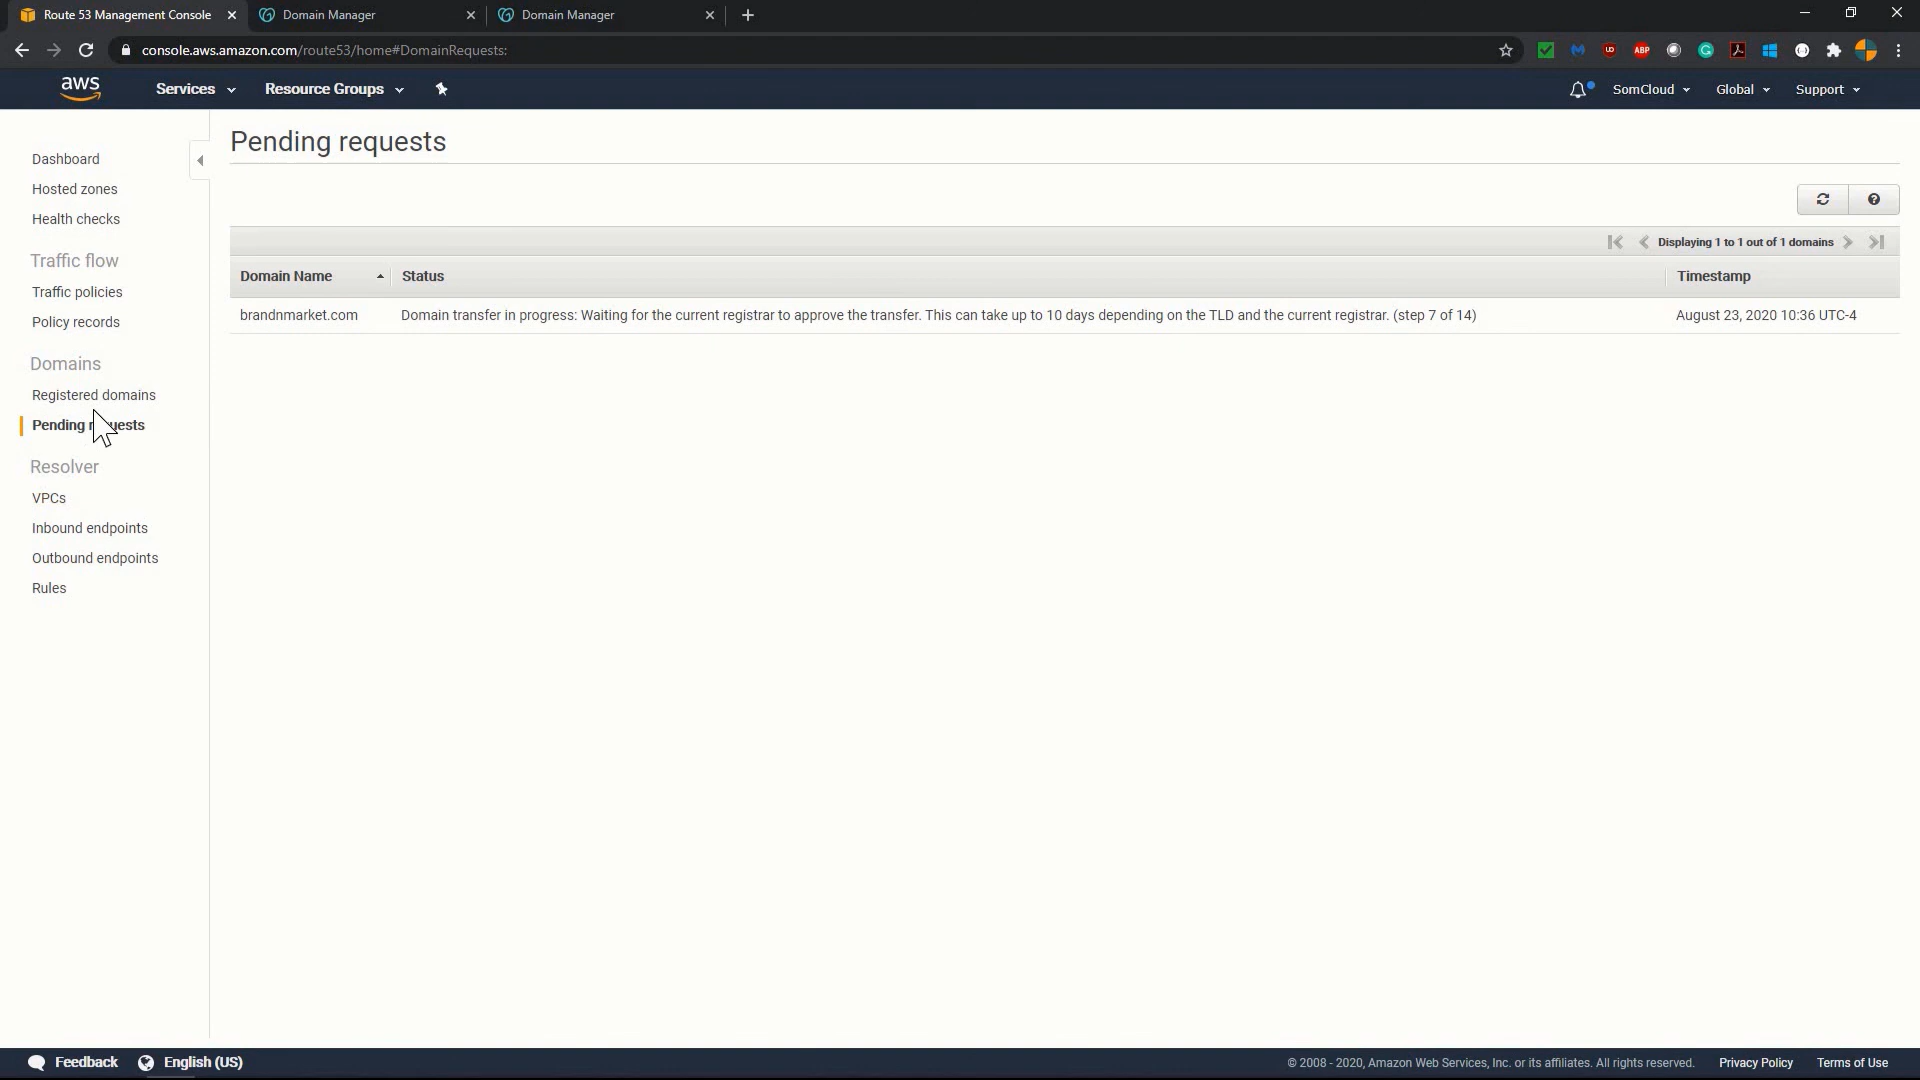 Route 53 Management Console
Domain Manager
Domain Manager
console.aws.amazon.com/route53/home#DomainRequests:
aws
Services
Resource Groups
SomCloud
Global
Support
Pending requests
Dashboard
Hosted zones
Health checks
Traffic flow
Traffic policies
Policy records
Domains
Registered domains
Pending r uests
Resolver
VPCs
Inbound endpoints
Outbound endpoints
Rules
Displaying 1 to 1 out of 1 domains
Domain Name Status Timestamp
brandnmarket.com Domain transfer in progress: Waiting for the current registrar to approve the transfer. This can take up to 10 days depending on the TLD and the current registrar. (step 7 of 14) August 23, 2020 10:36 UTC-4
Feedback
English (US)
© 2008 - 2020, Amazon Web Services, Inc. or its affiliates. All rights reserved.
Privacy Policy
Terms of Use